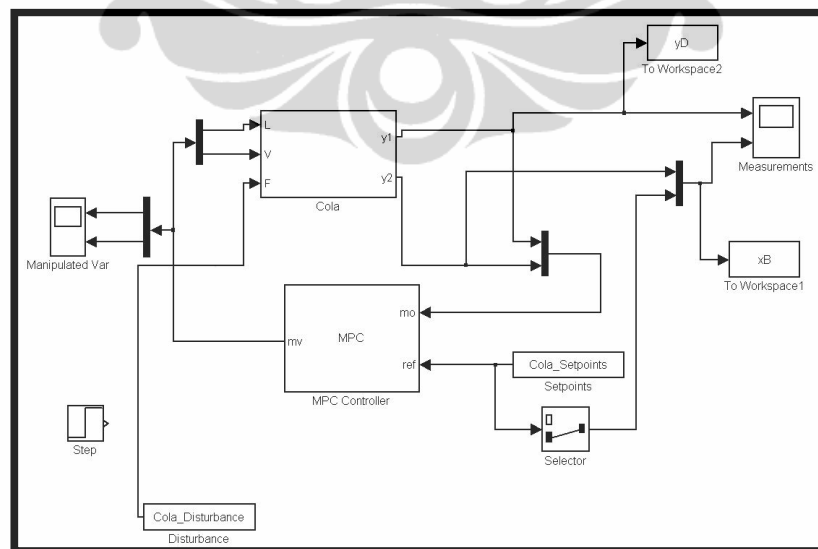 yD
To Workspace2
L
V
F
y1
y2
Cola
Measurements
Manipulated Var
xB
To Workspace1
MPC
mv
mo
ref
MPC Controller
Cola_Setpoints
Setpoints
Step
Selector
Cola_Disturbance
Disturbance